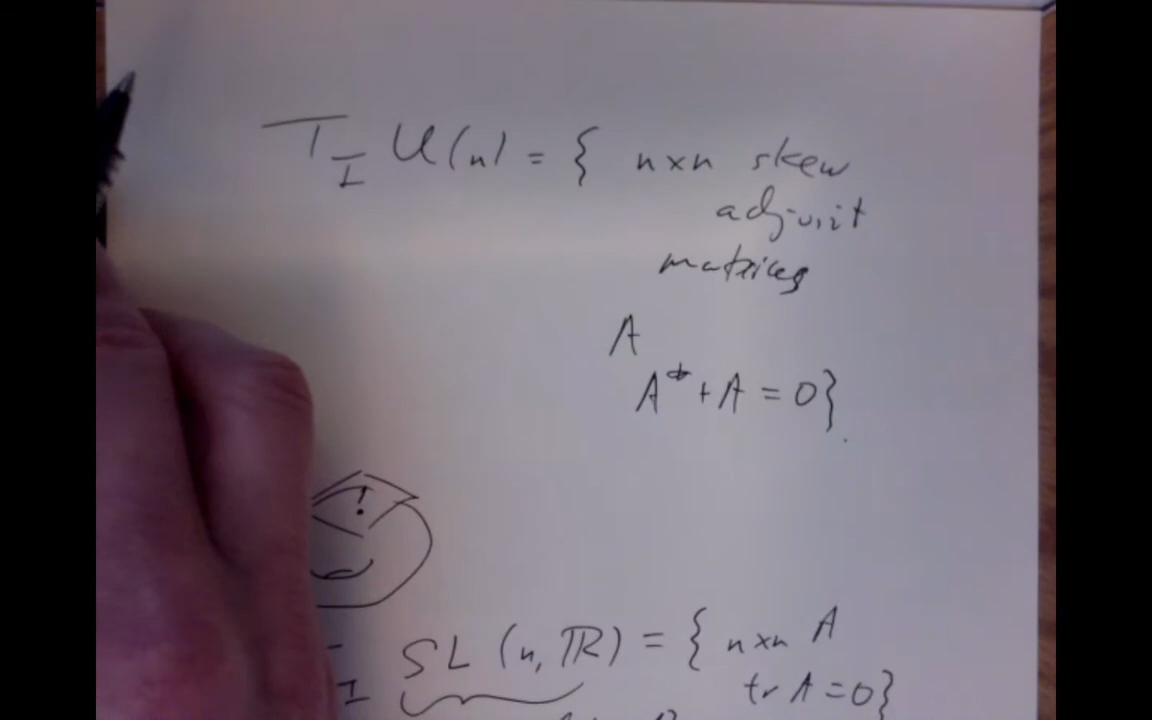 T_I U(n) = { n×n skew
adjoint
matrices
A
A* + A = 0}.
I SL(n, ℝ) = { n×n A
tr A = 0}